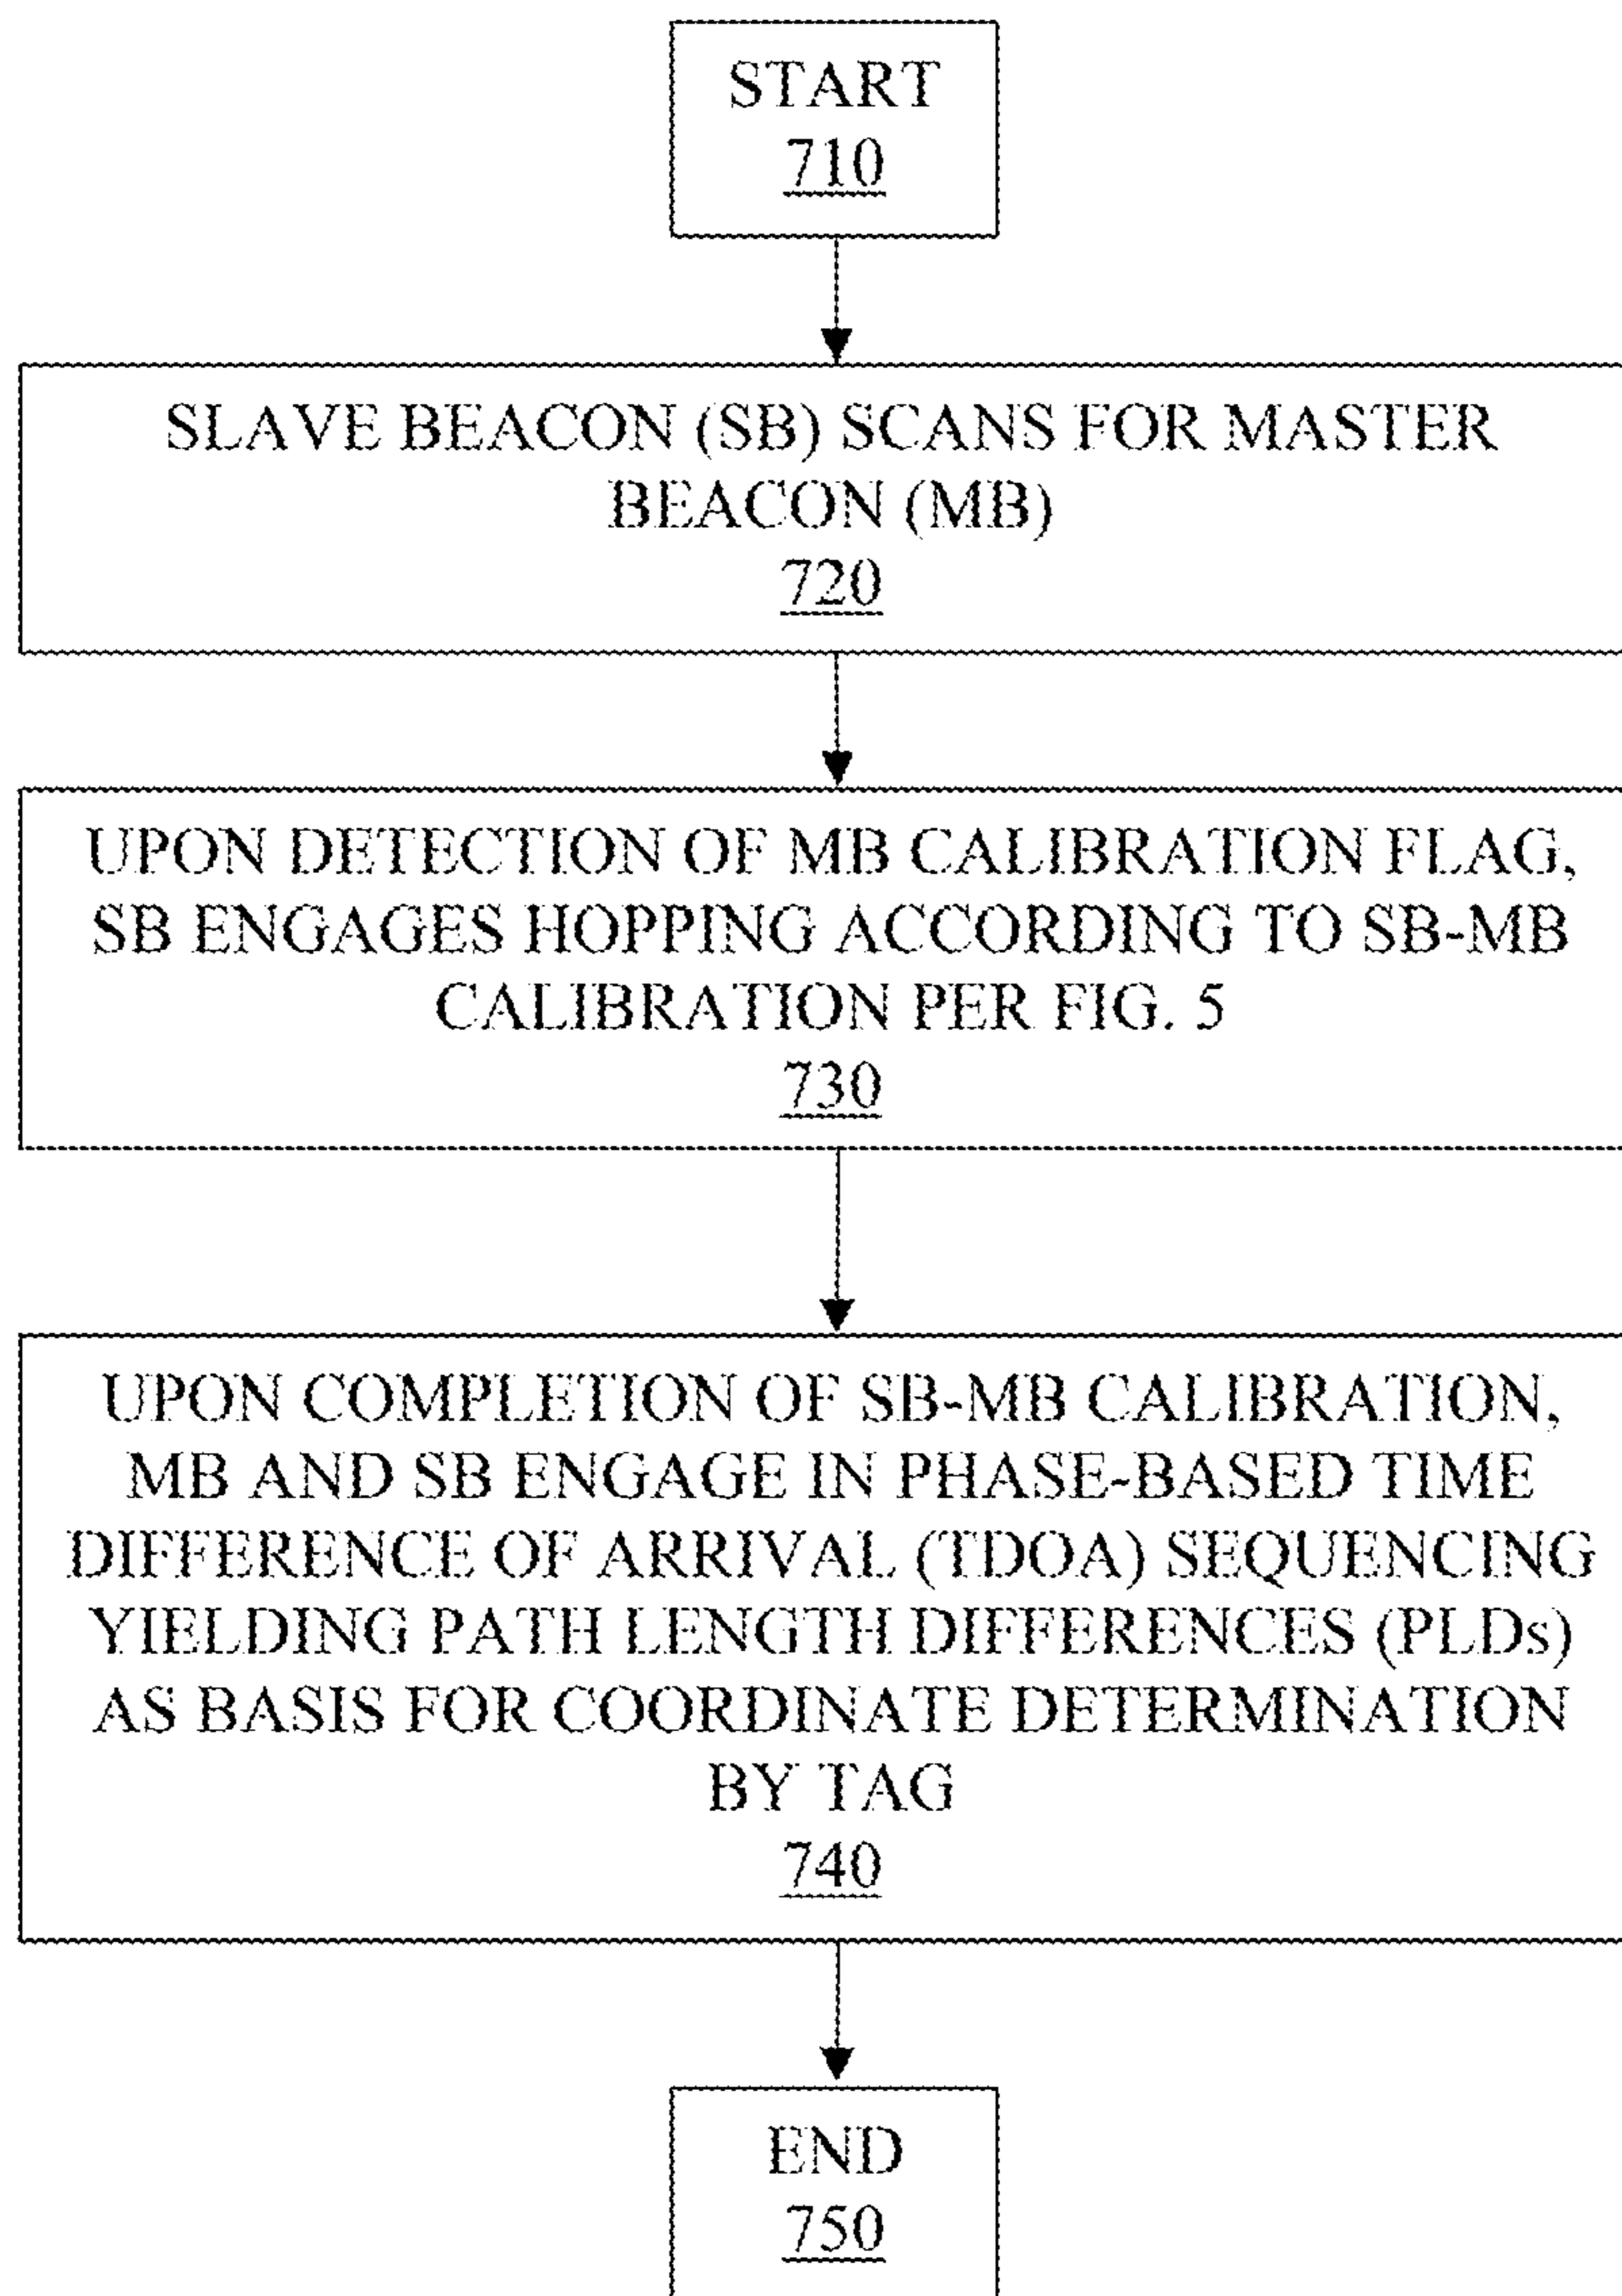 START
710
SLAVE BEACON (SB) SCANS FOR MASTER
BEACON (MB)
720
UPON DETECTION OF MB CALIBRATION FLAG,
SB ENGAGES HOPPING ACCORDING TO SB-MB
CALIBRATION PER FIG. 5
730
UPON COMPLETION OF SB-MB CALIBRATION,
MB AND SB ENGAGE IN PHASE-BASED TIME
DIFFERENCE OF ARRIVAL (TDOA) SEQUENCING
YIELDING PATH LENGTH DIFFERENCES (PLDs)
AS BASIS FOR COORDINATE DETERMINATION
BY TAG
740
END
750